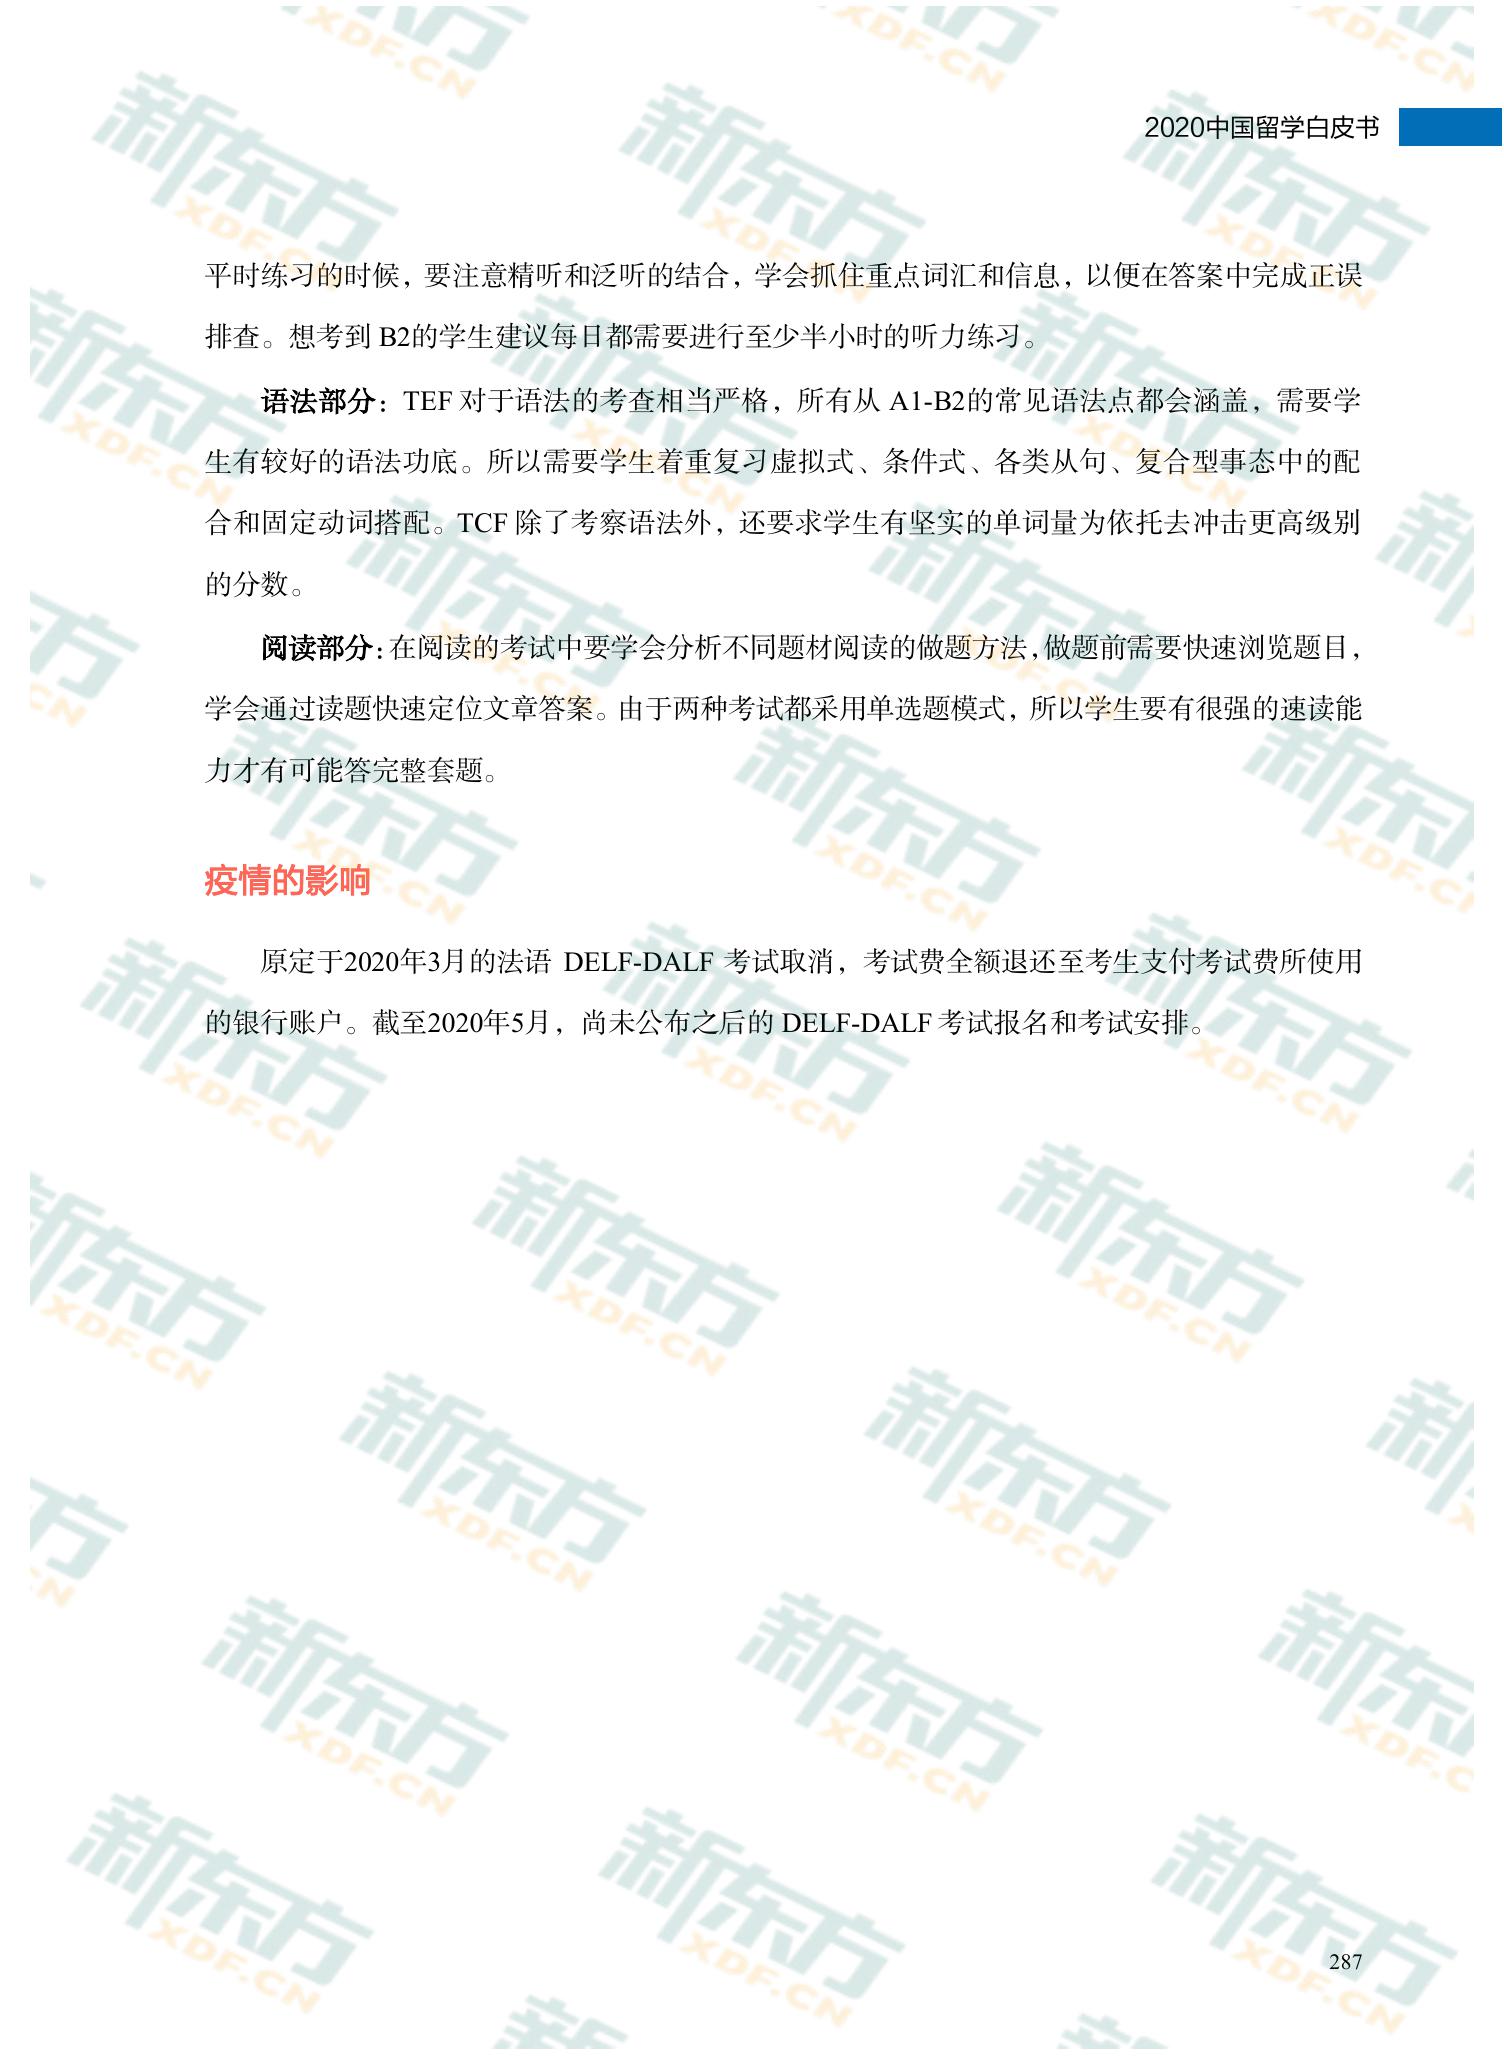 2020中国留学白皮书
平时练习的时候，要注意精听和泛听的结合，学会抓住重点词汇和信息，以便在答案中完成正误
排查。想考到 B2的学生建议每日都需要进行至少半小时的听力练习。
语法部分：TEF 对于语法的考查相当严格，所有从 A1-B2的常见语法点都会涵盖，需要学
生有较好的语法功底。所以需要学生着重复习虚拟式、条件式、各类从句、复合型事态中的配
合和固定动词搭配。TCF 除了考察语法外，还要求学生有坚实的单词量为依托去冲击更高级别
的分数。
阅读部分：在阅读的考试中要学会分析不同题材阅读的做题方法，做题前需要快速浏览题目，
学会通过读题快速定位文章答案。由于两种考试都采用单选题模式，所以学生要有很强的速读能
力才有可能答完整套题。
疫情的影响
原定于2020年3月的法语 DELF-DALF 考试取消，考试费全额退还至考生支付考试费所使用
的银行账户。截至2020年5月，尚未公布之后的 DELF-DALF 考试报名和考试安排。
287
新东方
XDF.CN